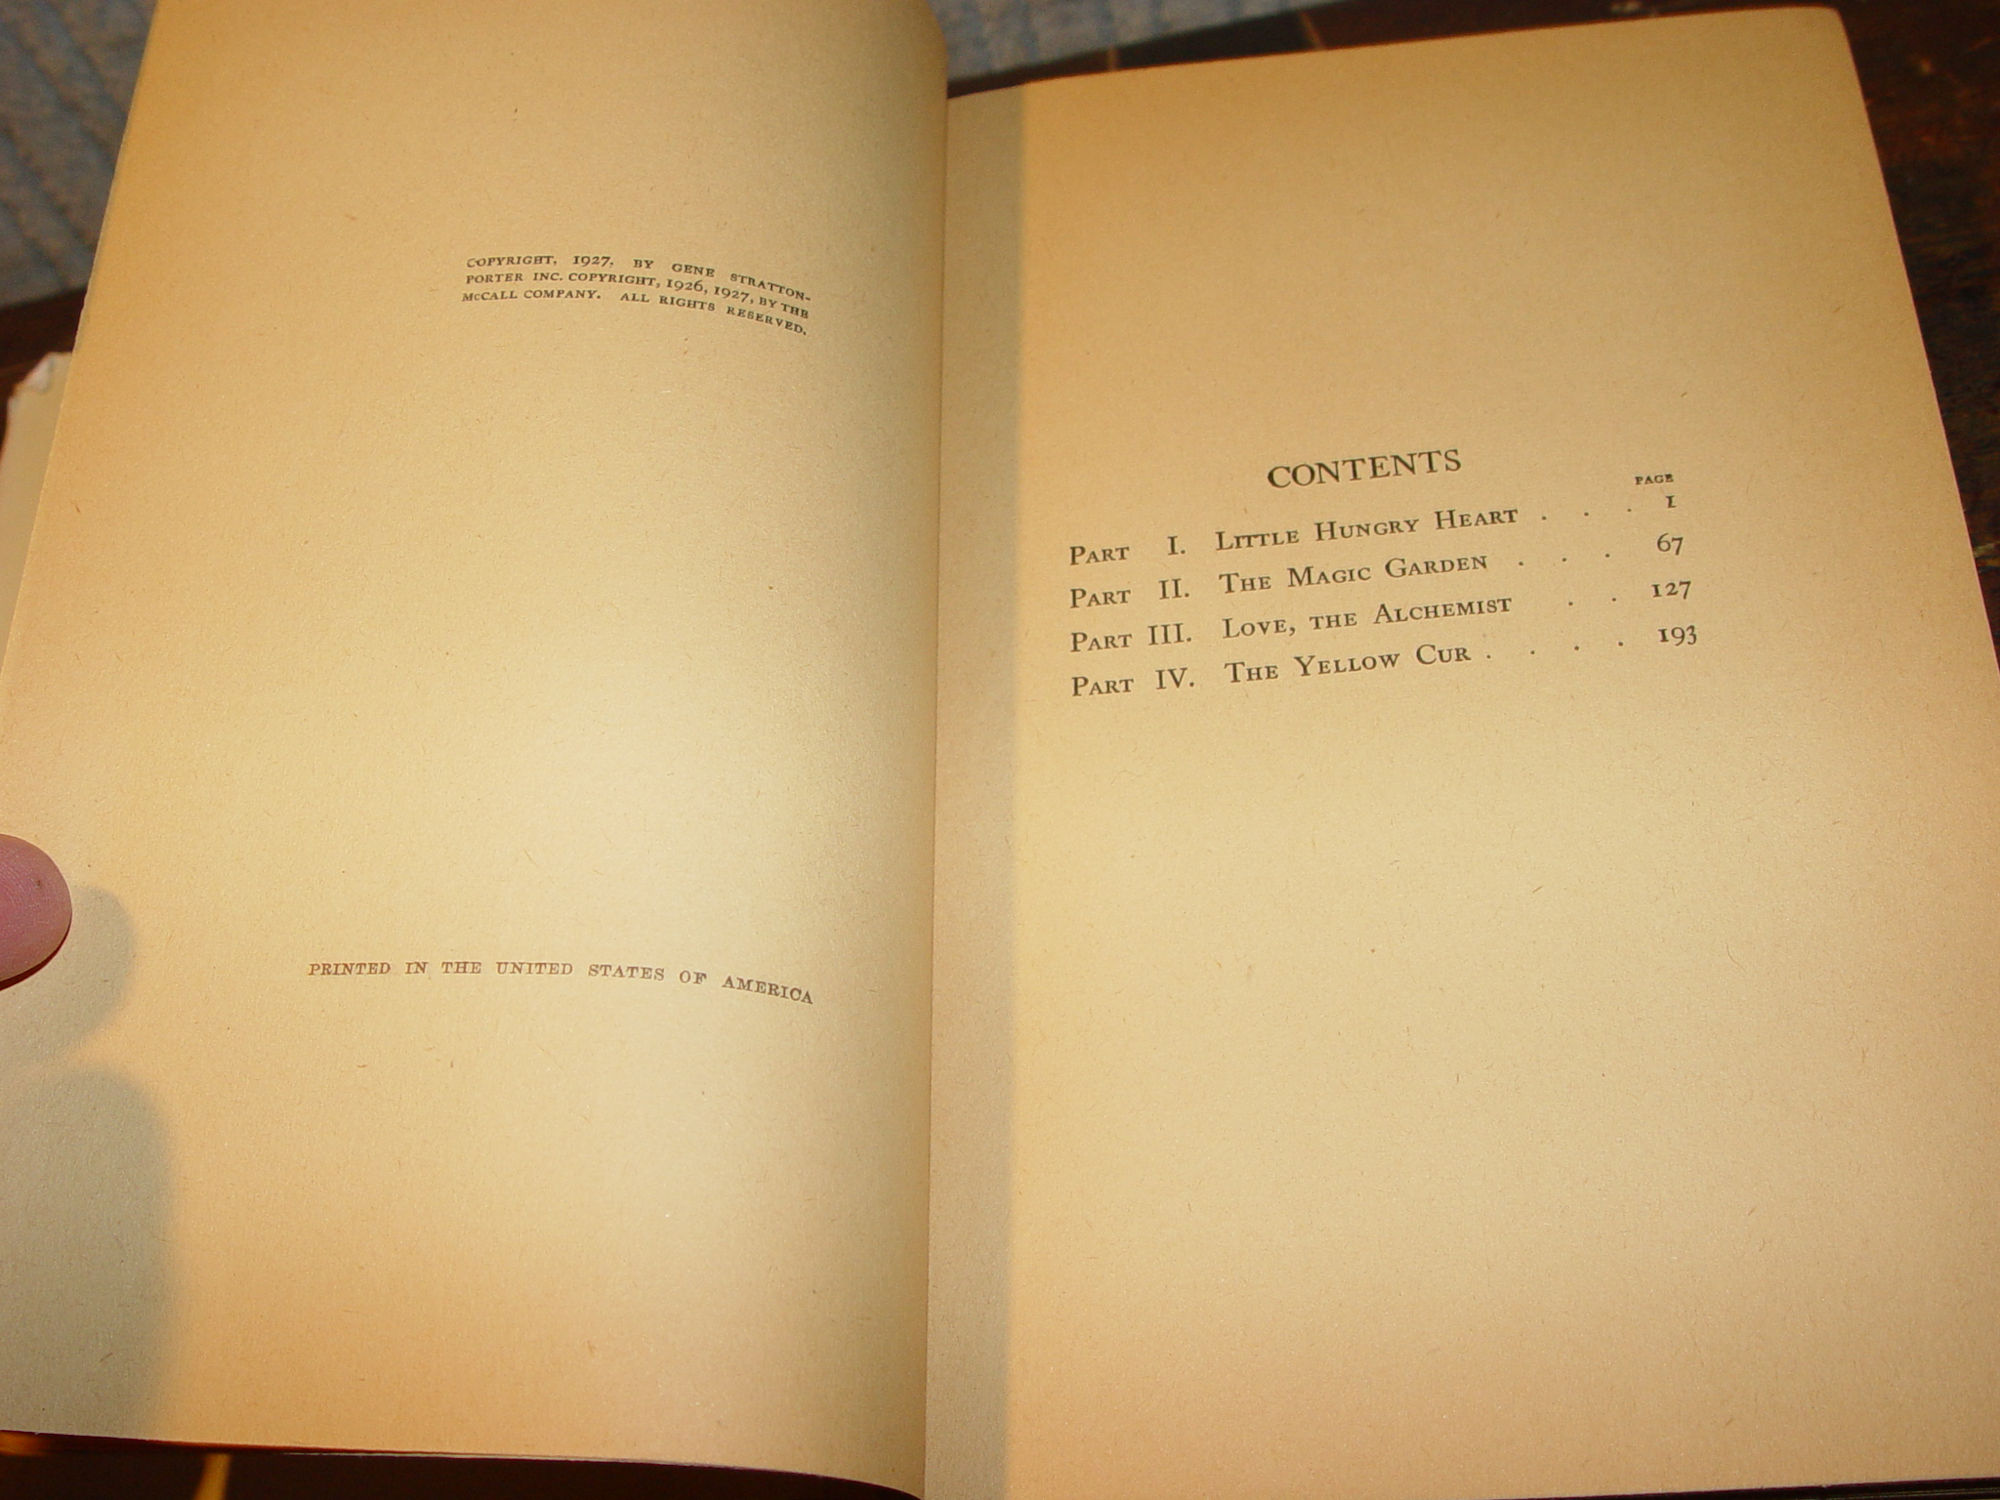 COPYRIGHT, 1927, BY GENE STRATTON-
PORTER INC. COPYRIGHT, 1926, 1927, BY THE
McCALL COMPANY. ALL RIGHTS RESERVED.
PRINTED IN THE UNITED STATES OF AMERICA
CONTENTS
PAGE
PART I. LITTLE HUNGRY HEART . . . 1
PART II. THE MAGIC GARDEN . . . 67
PART III. LOVE, THE ALCHEMIST . . 127
PART IV. THE YELLOW CUR . . . . 193